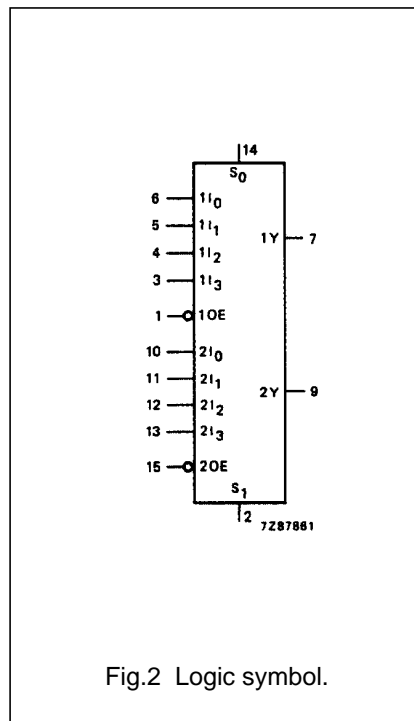 14
S0
6 1I0
5 1I1
1Y 7
4 1I2
3 1I3
1 1OE
10 2I0
11 2I1
2Y 9
12 2I2
13 2I3
15 2OE
S1
2
7Z87861
Fig.2 Logic symbol.